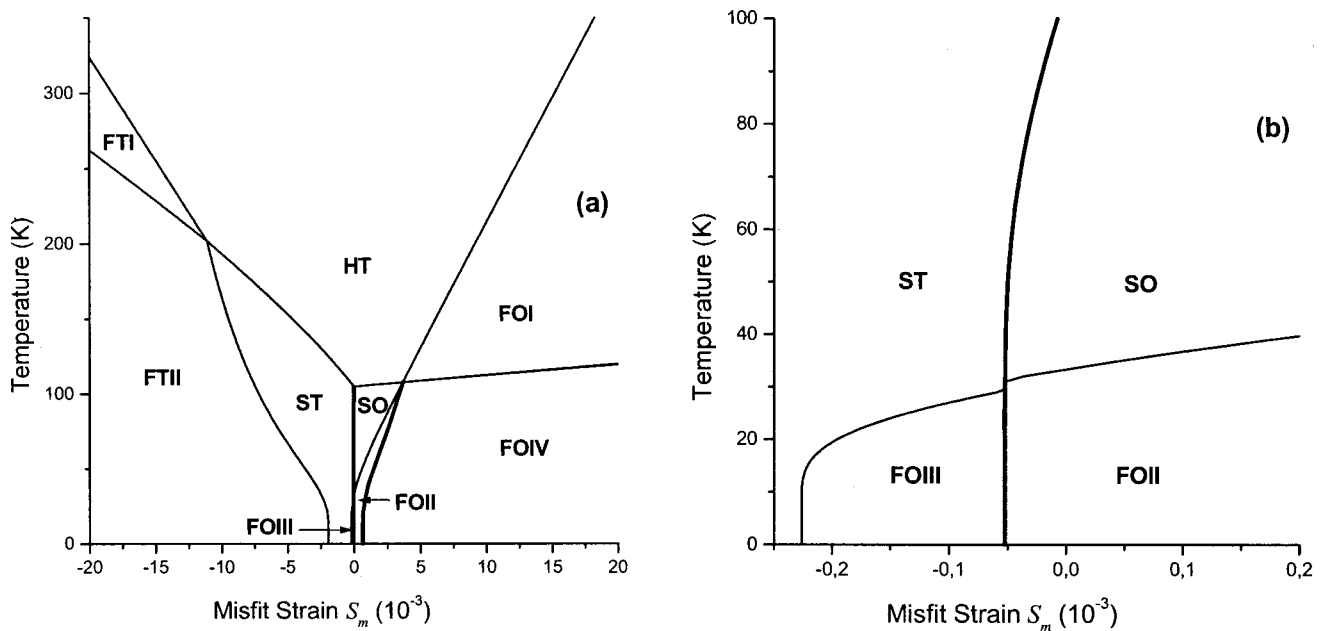 (a)
Temperature (K)
300
200
100
0
FTI
HT
FOI
FTII
ST
SO
FOIV
FOII
FOIII
-20 -15 -10 -5 0 5 10 15 20
Misfit Strain S_m (10^-3)
(b)
Temperature (K)
100
80
60
40
20
0
ST
SO
FOIII
FOII
-0,2 -0,1 0,0 0,1 0,2
Misfit Strain S_m (10^-3)